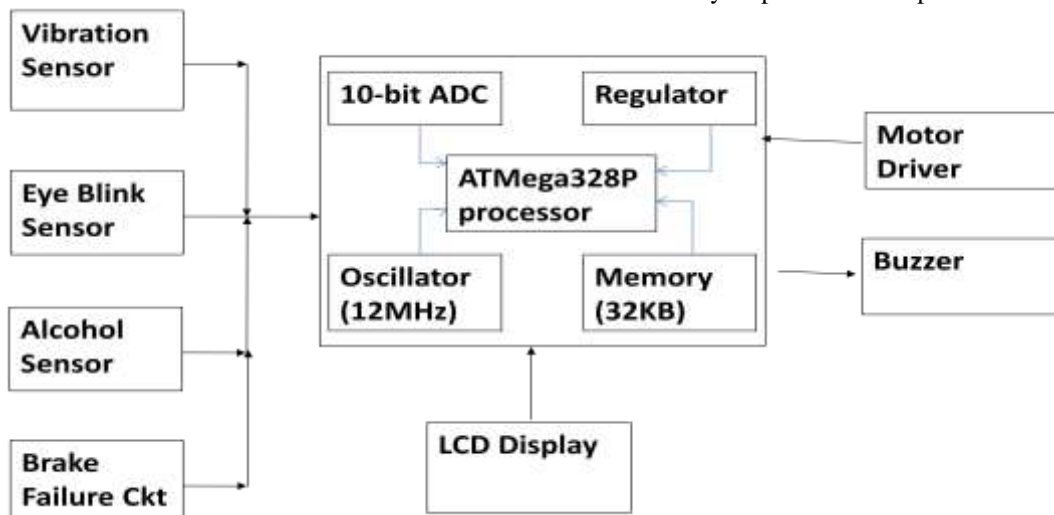 Vibration
Sensor
10-bit ADC
Regulator
Motor
Driver
Eye Blink
Sensor
ATMega328P
processor
Buzzer
Oscillator
(12MHz)
Memory
(32KB)
Alcohol
Sensor
LCD Display
Brake
Failure Ckt